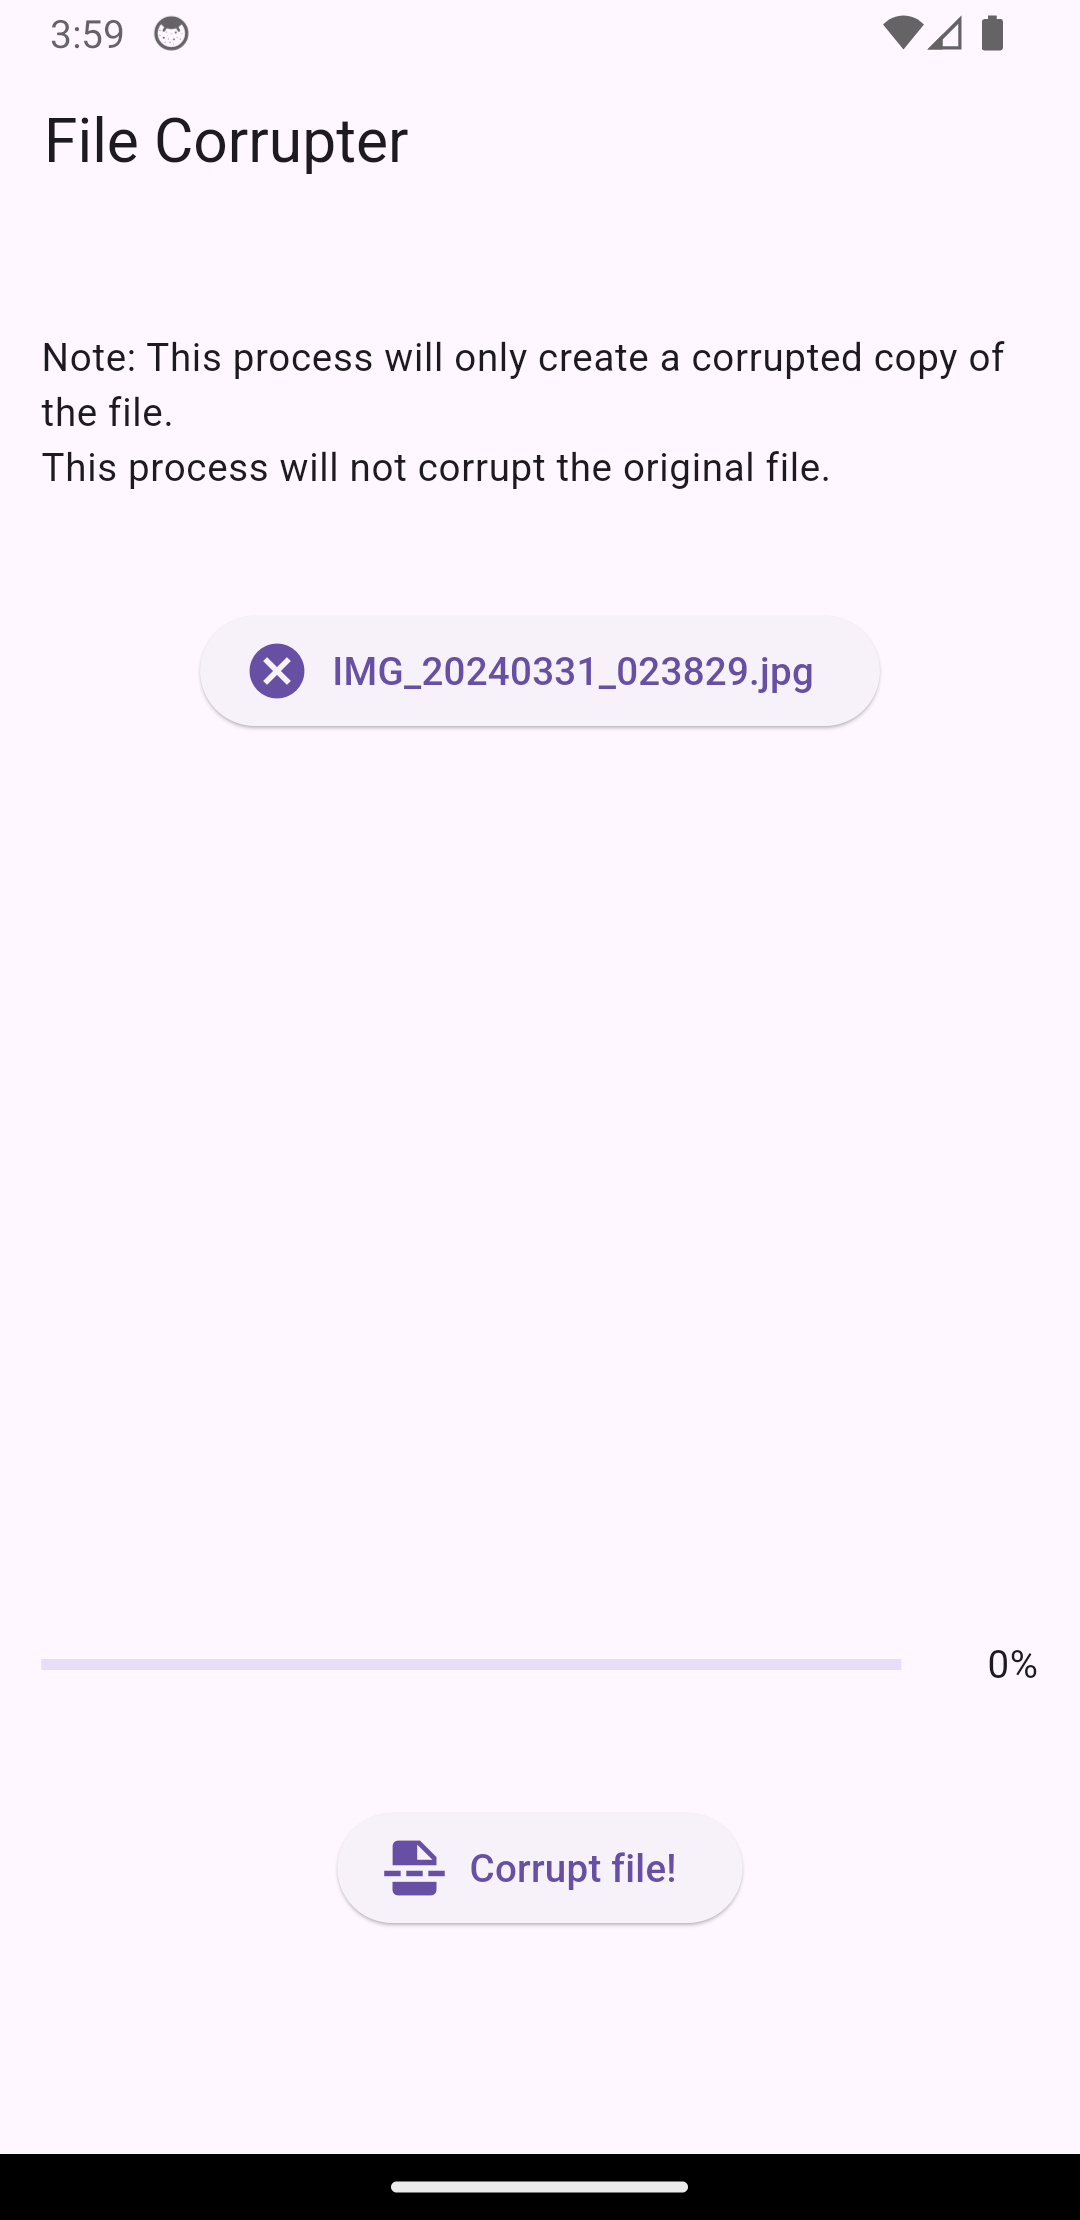 3:59
File Corrupter
Note: This process will only create a corrupted copy of
the file.
This process will not corrupt the original file.
IMG_20240331_023829.jpg
0%
Corrupt file!